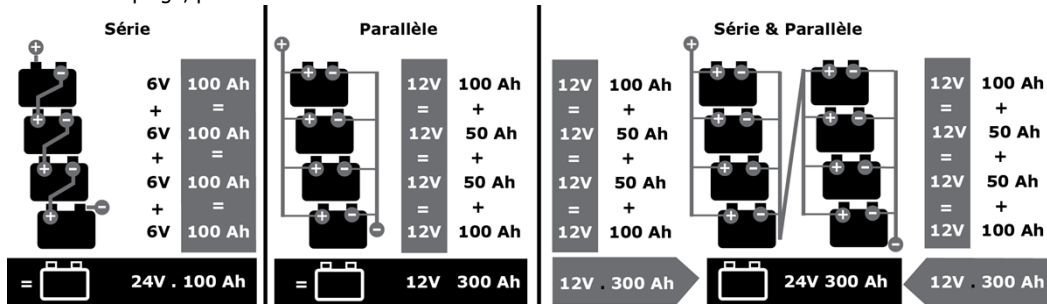 Série
6V 100 Ah
+ =
6V 100 Ah
+ =
6V 100 Ah
+ =
6V 100 Ah
= 24V . 100 Ah
Parallèle
12V 100 Ah
= +
12V 50 Ah
= +
12V 50 Ah
= +
12V 100 Ah
= 12V 300 Ah
Série & Parallèle
12V 100 Ah
= +
12V 50 Ah
= +
12V 50 Ah
= +
12V 100 Ah
12V . 300 Ah
24V 300 Ah
12V 100 Ah
= +
12V 50 Ah
= +
12V 50 Ah
= +
12V 100 Ah
12V . 300 Ah